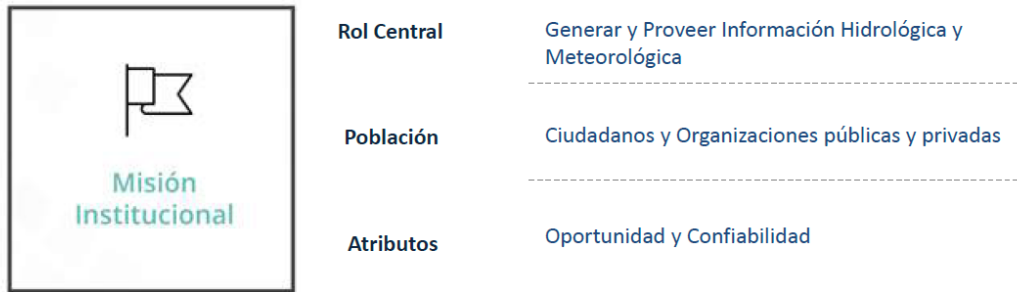 Misión
Institucional
Rol Central
Generar y Proveer Información Hidrológica y
Meteorológica
Población
Ciudadanos y Organizaciones públicas y privadas
Atributos
Oportunidad y Confiabilidad